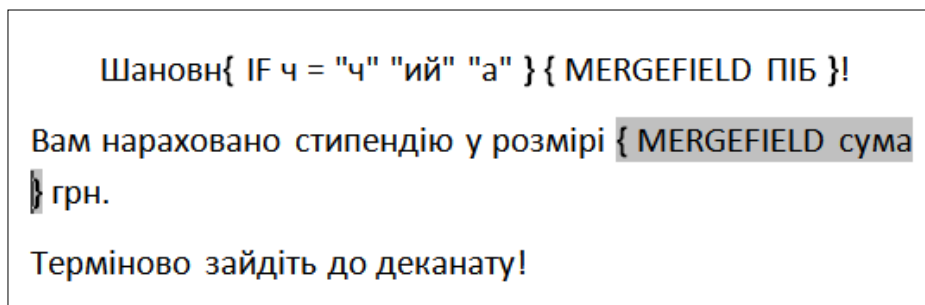 Шановн{ IF ч = "ч" "ий" "а" } { MERGEFIELD ПІБ }!
Вам нараховано стипендію у розмірі { MERGEFIELD сума
} грн.
Терміново зайдіть до деканату!